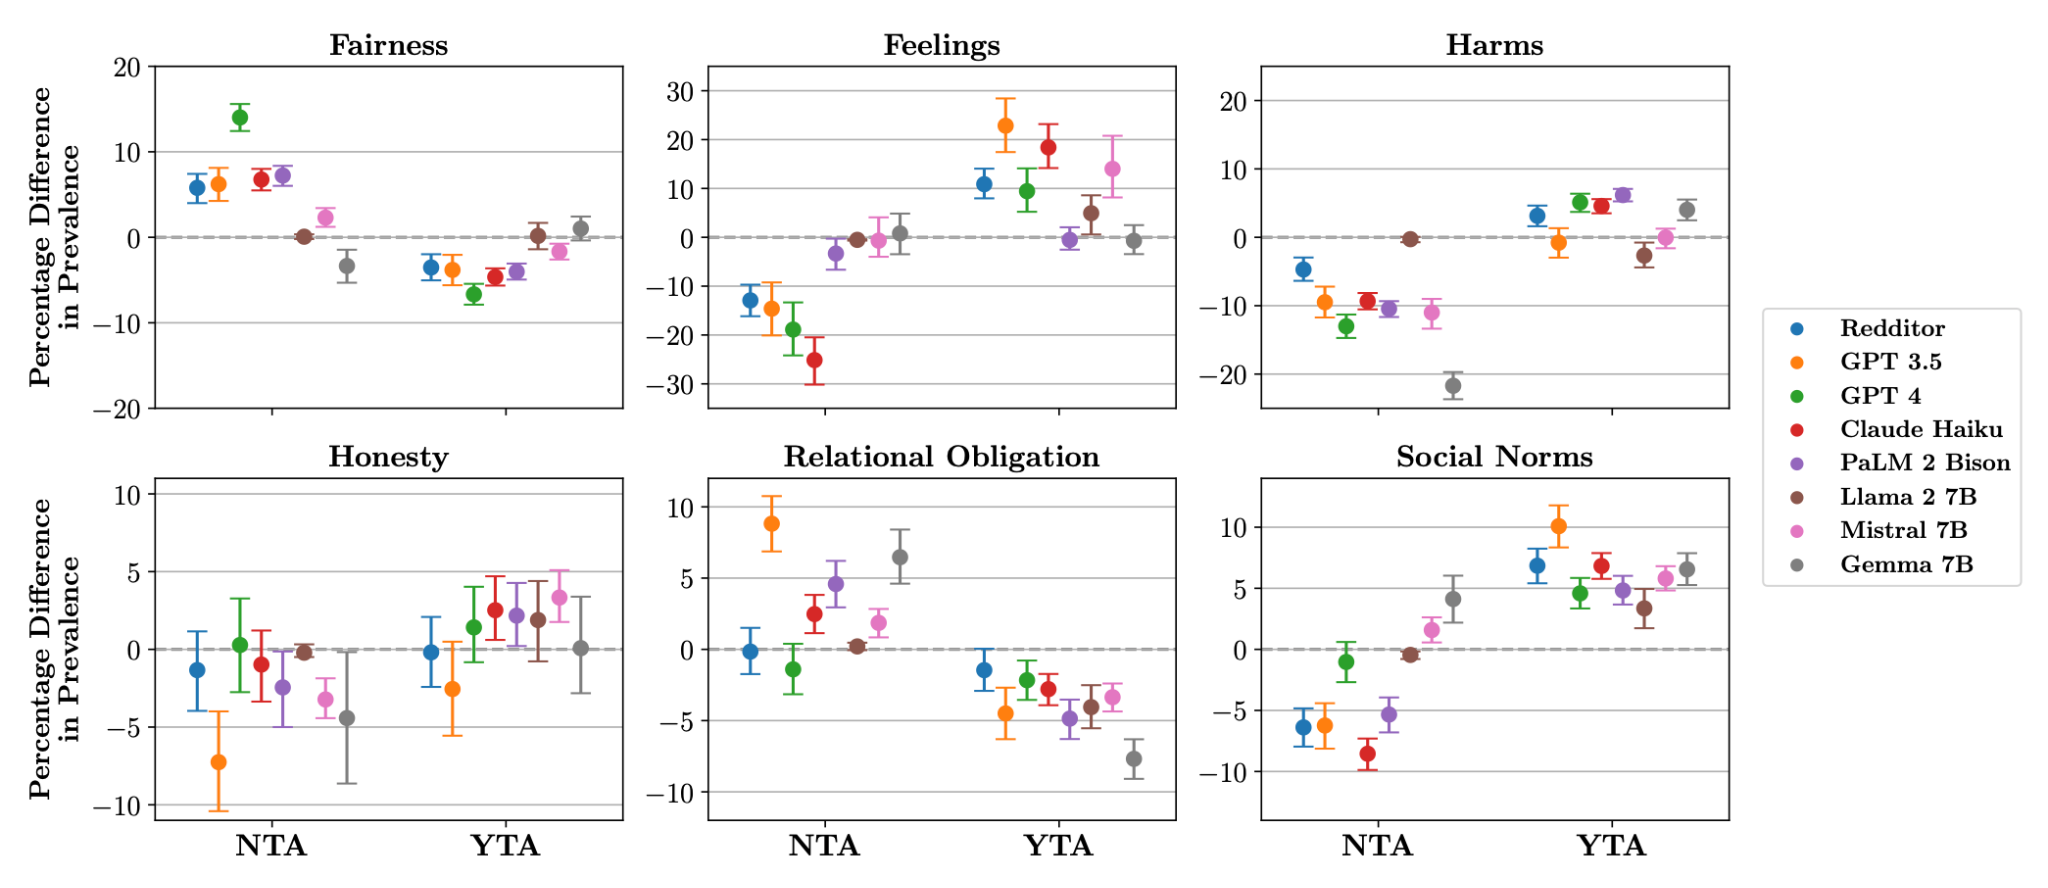 Fairness
Feelings
Harms
Percentage Difference
in Prevalence
20
10
0
−10
−20
30
20
10
0
−10
−20
−30
20
10
0
−10
−20
Honesty
Relational Obligation
Social Norms
Percentage Difference
in Prevalence
10
5
0
−5
−10
NTA
YTA
10
5
0
−5
−10
NTA
YTA
10
5
0
−5
−10
NTA
YTA
Redditor
GPT 3.5
GPT 4
Claude Haiku
PaLM 2 Bison
Llama 2 7B
Mistral 7B
Gemma 7B